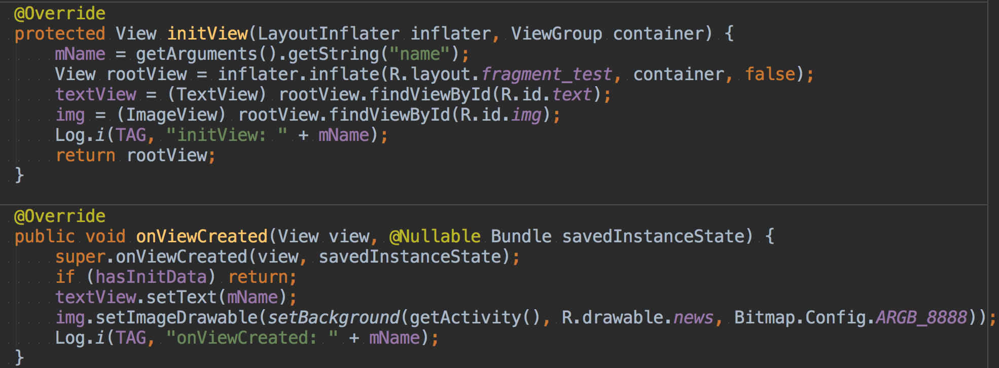 @Override
protected View initView(LayoutInflater inflater, ViewGroup container) {
    mName = getArguments().getString("name");
    View rootView = inflater.inflate(R.layout.fragment_test, container, false);
    textView = (TextView) rootView.findViewById(R.id.text);
    img = (ImageView) rootView.findViewById(R.id.img);
    Log.i(TAG, "initView: " + mName);
    return rootView;
}
@Override
public void onViewCreated(View view, @Nullable Bundle savedInstanceState) {
    super.onViewCreated(view, savedInstanceState);
    if (hasInitData) return;
    textView.setText(mName);
    img.setImageDrawable(setBackground(getActivity(), R.drawable.news, Bitmap.Config.ARGB_8888));
    Log.i(TAG, "onViewCreated: " + mName);
}